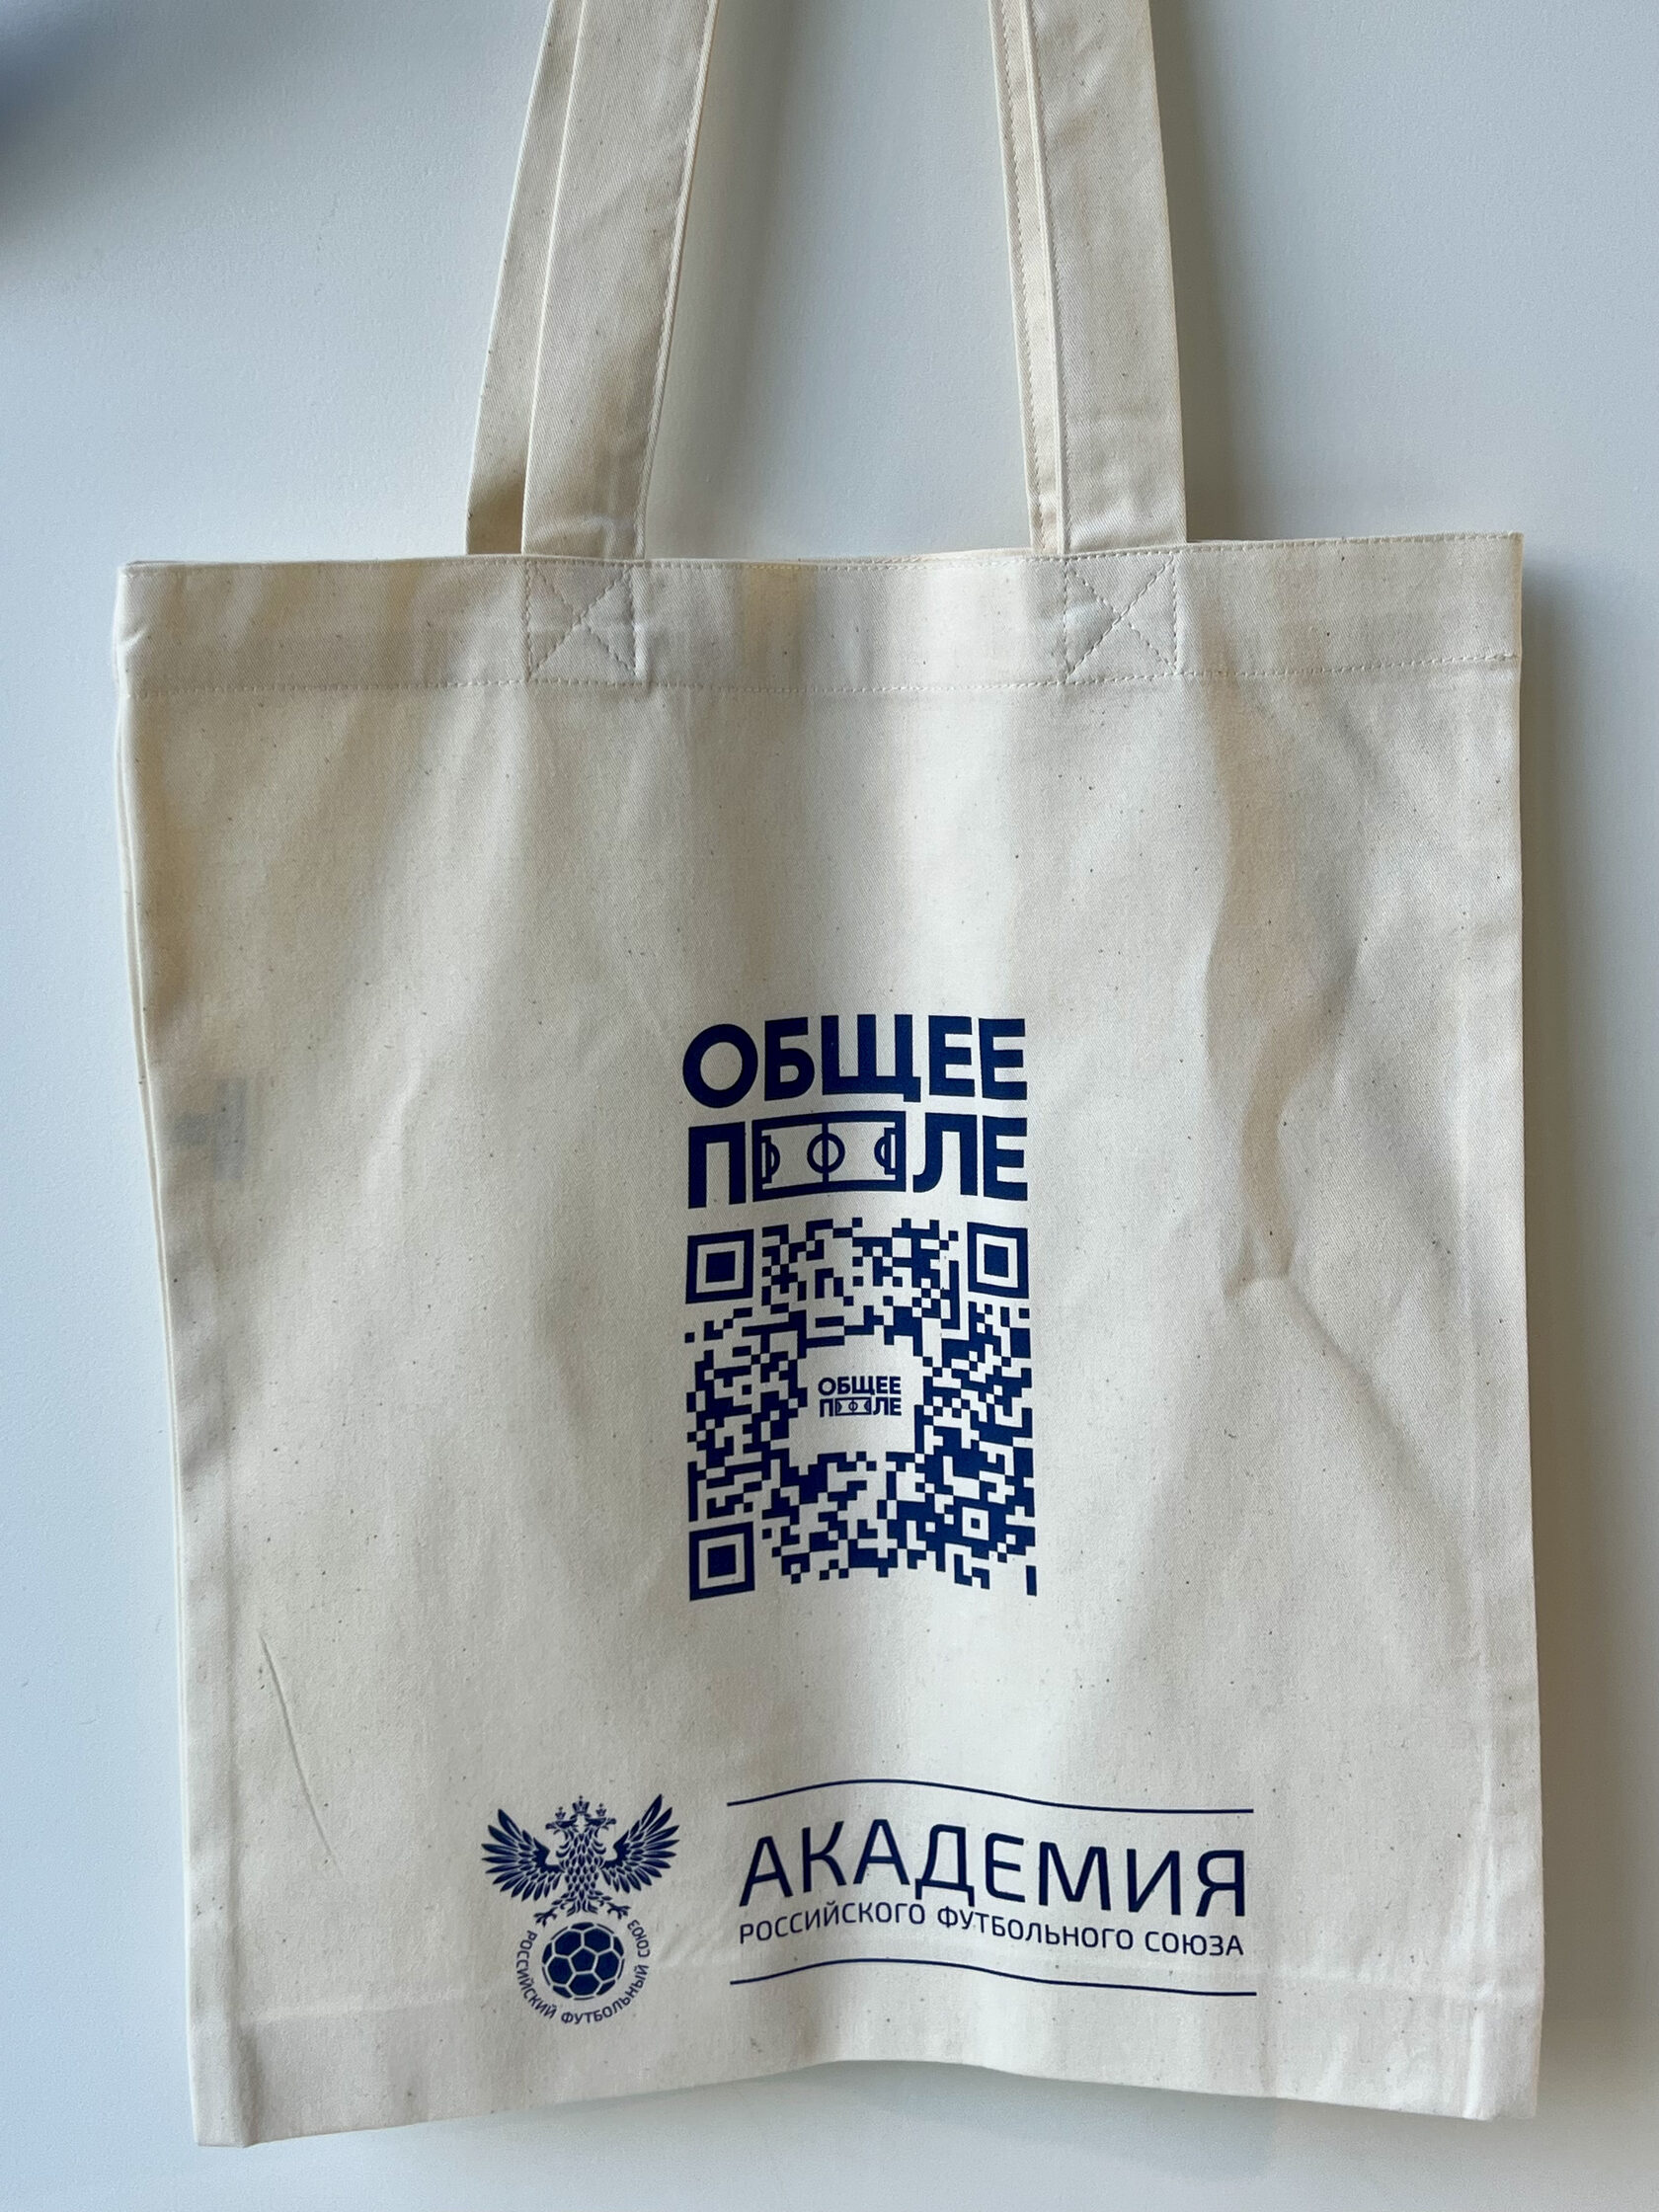 ОБЩЕЕ
ПОЛЕ
ОБЩЕЕ
ПОЛЕ
АКАДЕМИЯ
РОССИЙСКОГО ФУТБОЛЬНОГО СОЮЗА
РОССИЙСКИЙ ФУТБОЛЬНЫЙ СОЮЗ